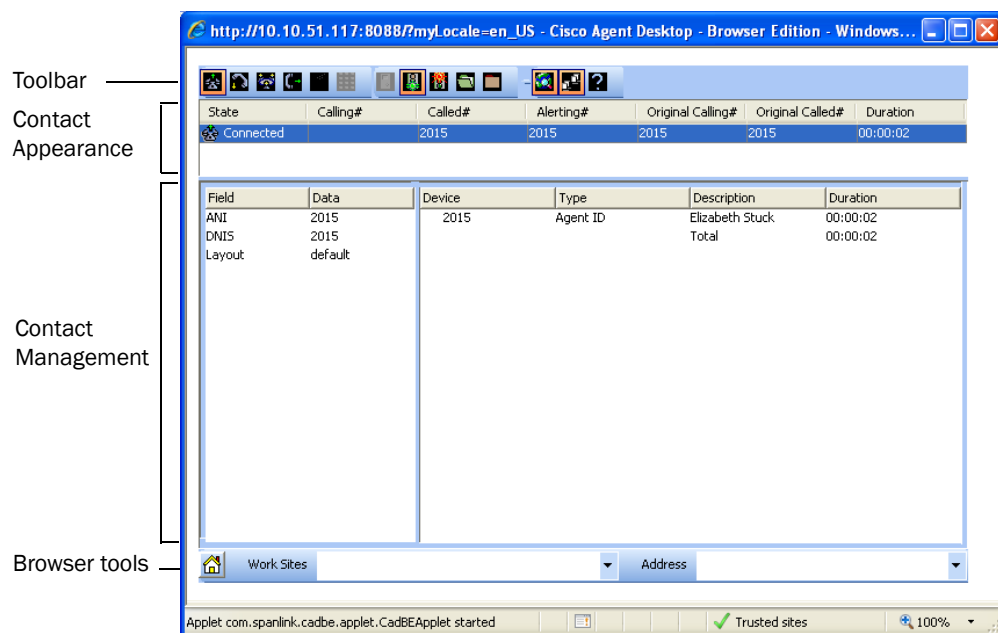 http://10.10.51.117:8088/?myLocale=en_US - Cisco Agent Desktop - Browser Edition - Windows...
Toolbar
Contact Appearance
State Calling# Called# Alerting# Original Calling# Original Called# Duration
Connected 2015 2015 2015 2015 00:00:02
Contact Management
Field Data
ANI 2015
DNIS 2015
Layout default
Device Type Description Duration
2015 Agent ID Elizabeth Stuck 00:00:02
Total 00:00:02
Browser tools
Work Sites Address
Applet com.spanlink.cadbe.applet.CadBEApplet started Trusted sites 100%